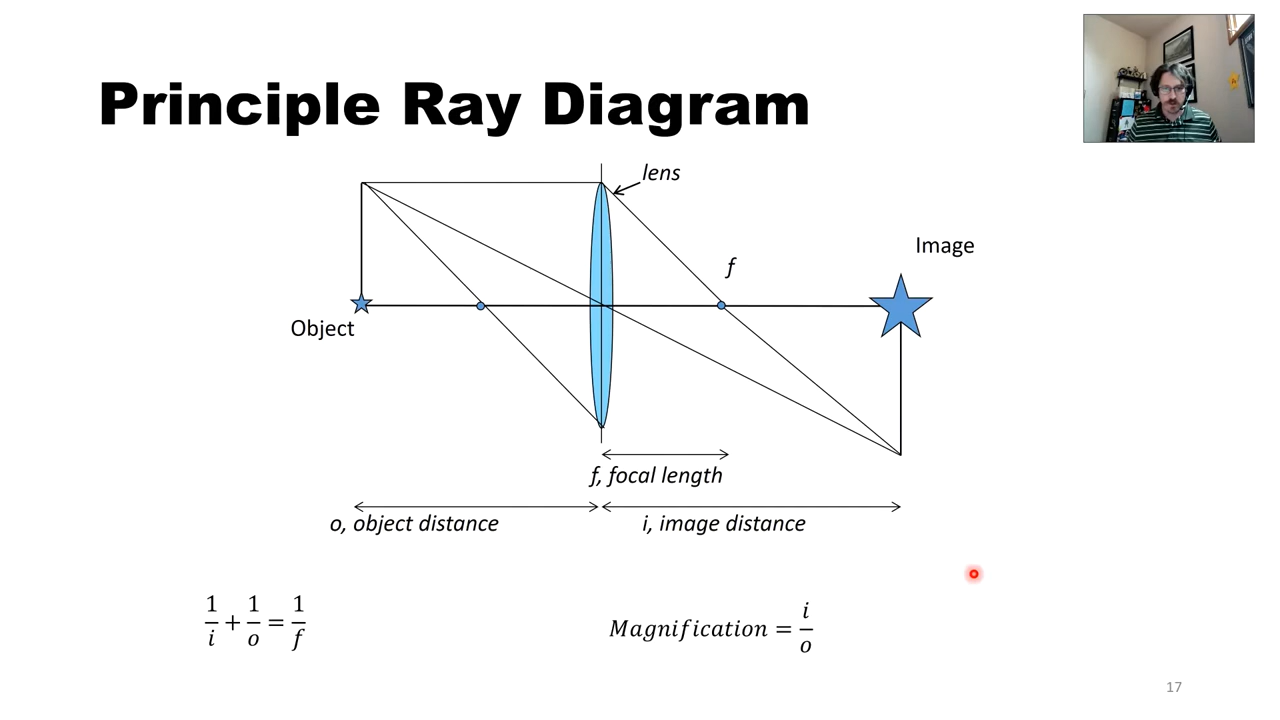 Principle Ray Diagram
lens
Image
f
Object
f, focal length
o, object distance
i, image distance
1/i + 1/o = 1/f
Magnification = i/o
17